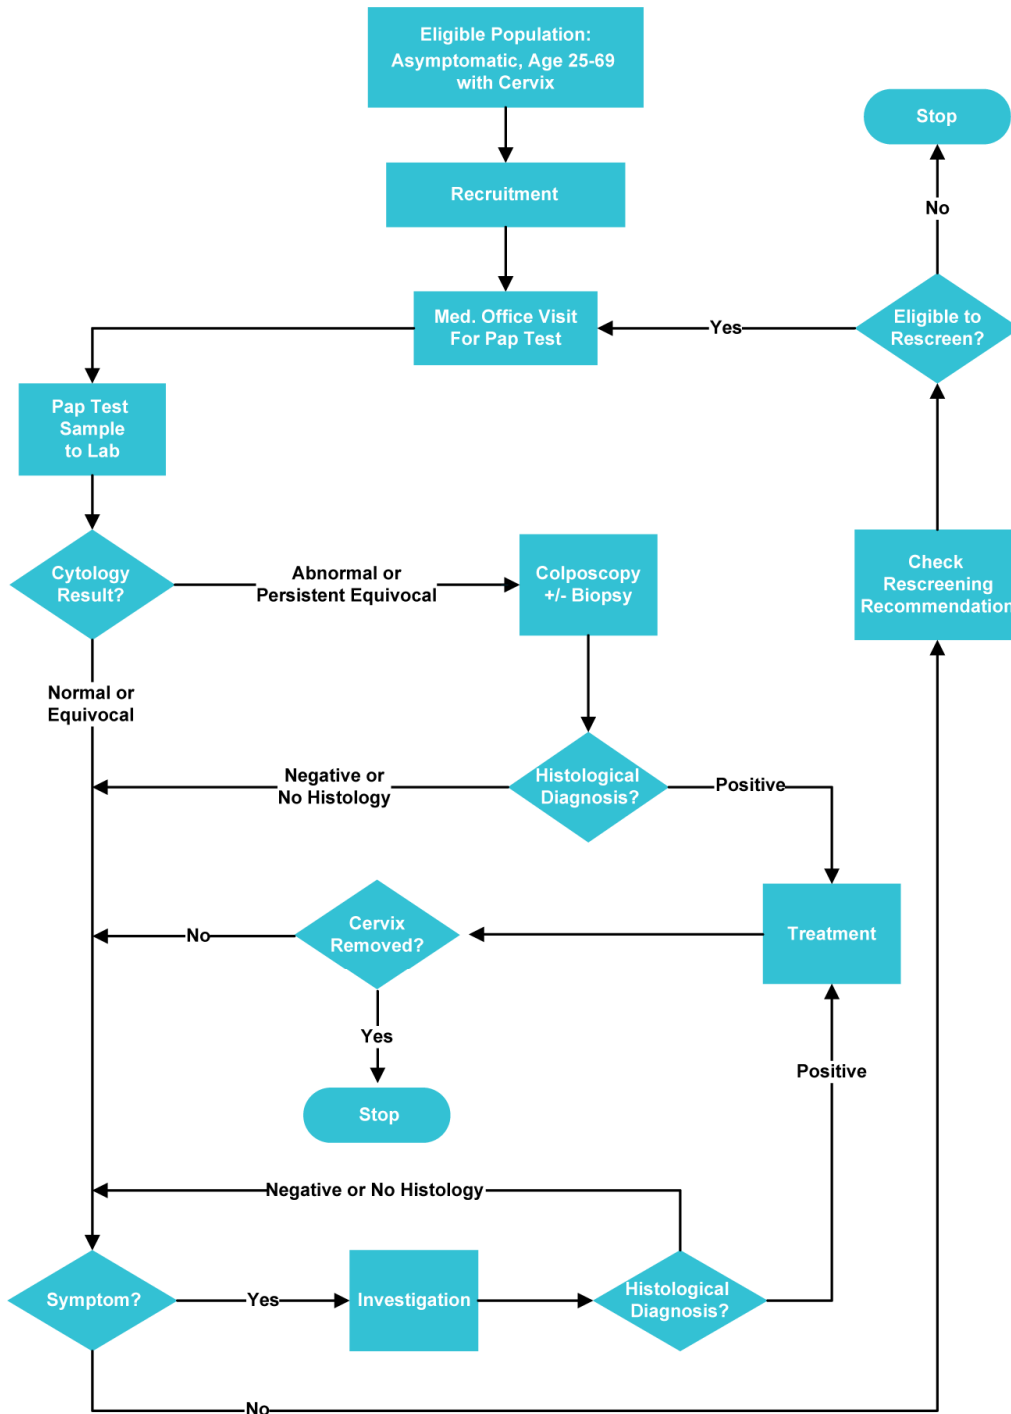 Eligible Population:
Asymptomatic, Age 25-69
with Cervix
Stop
Recruitment
No
Med. Office Visit
For Pap Test
Yes
Eligible to
Rescreen?
Pap Test
Sample
to Lab
Cytology
Result?
Abnormal or
Persistent Equivocal
Colposcopy
+/- Biopsy
Check
Rescreening
Recommendation
Normal or
Equivocal
Negative or
No Histology
Histological
Diagnosis?
Positive
No
Cervix
Removed?
Treatment
Yes
Positive
Stop
Negative or No Histology
Symptom?
Yes
Investigation
Histological
Diagnosis?
No